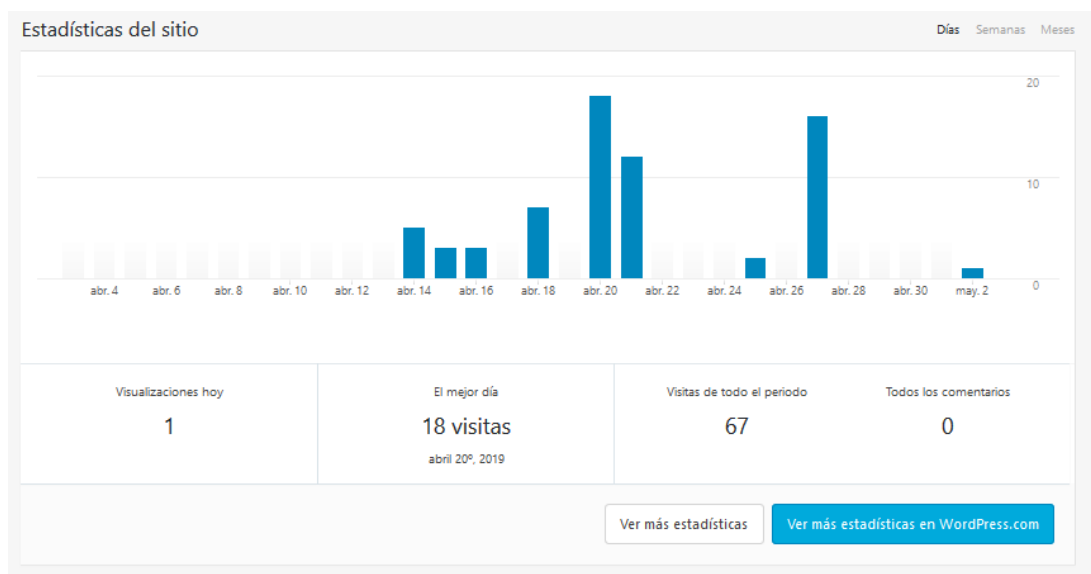 Estadísticas del sitio
Días Semanas Meses
20
10
0
abr. 4 abr. 6 abr. 8 abr. 10 abr. 12 abr. 14 abr. 16 abr. 18 abr. 20 abr. 22 abr. 24 abr. 26 abr. 28 abr. 30 may. 2
Visualizaciones hoy
1
El mejor día
18 visitas
abril 20º, 2019
Visitas de todo el periodo
67
Todos los comentarios
0
Ver más estadísticas
Ver más estadísticas en WordPress.com